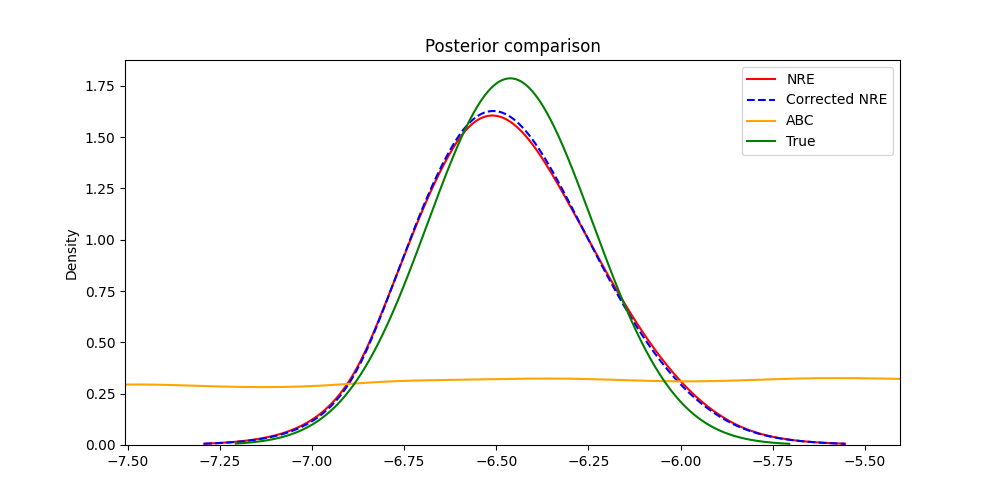 Posterior comparison
NRE
Corrected NRE
ABC
True
Density
1.75
1.50
1.25
1.00
0.75
0.50
0.25
0.00
−7.50 −7.25 −7.00 −6.75 −6.50 −6.25 −6.00 −5.75 −5.50